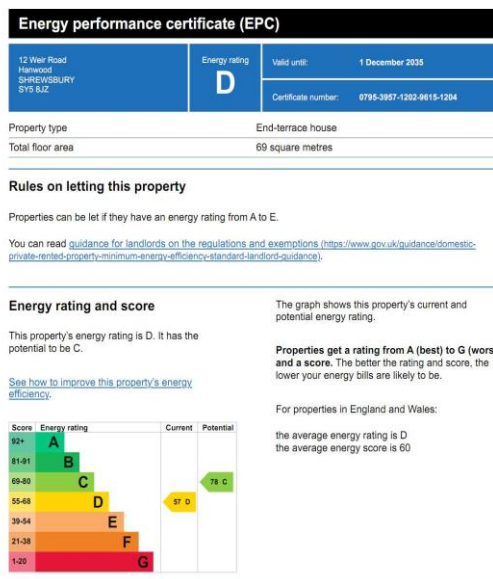 Energy performance certificate (EPC)
12 Weir Road
Hanwood
SHREWSBURY
SY5 8JZ
Energy rating
D
Valid until: 1 December 2035
Certificate number: 0795-3957-1202-9615-1204
Property type End-terrace house
Total floor area 69 square metres
Rules on letting this property
Properties can be let if they have an energy rating from A to E.
You can read guidance for landlords on the regulations and exemptions (https://www.gov.uk/guidance/domestic-
private-rented-property-minimum-energy-efficiency-standard-landlord-guidance).
Energy rating and score
This property's energy rating is D. It has the
potential to be C.
See how to improve this property's energy
efficiency.
Score Energy rating Current Potential
92+ A
81-91 B
69-80 C 78 C
55-68 D 57 D
39-54 E
21-38 F
1-20 G
The graph shows this property's current and
potential energy rating.
Properties get a rating from A (best) to G (wors
and a score. The better the rating and score, the
lower your energy bills are likely to be.
For properties in England and Wales:
the average energy rating is D
the average energy score is 60